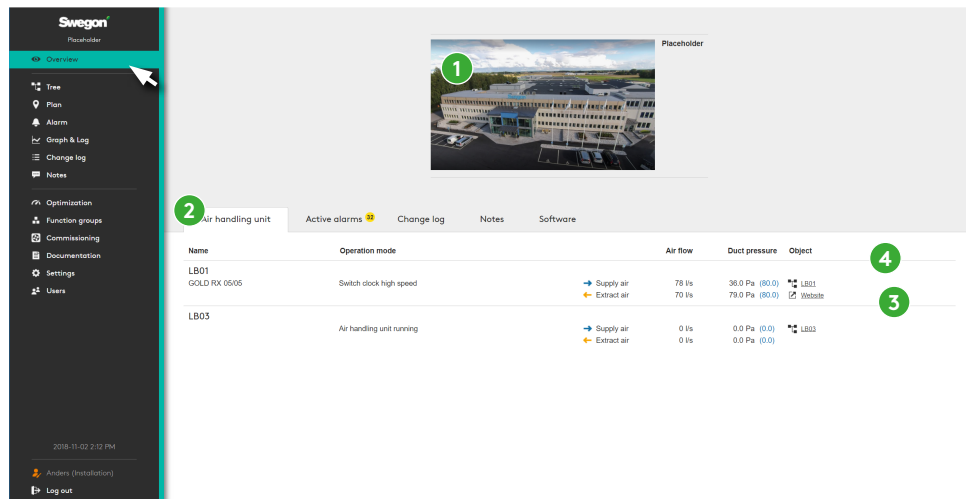 Swegon
Placeholder
Overview
Tree
Plan
Alarm
Graph & Log
Change log
Notes
Optimization
Function groups
Commissioning
Documentation
Settings
Users
2018-11-02 2:12 PM
Anders (Installation)
Log out
1
Placeholder
2
Air handling unit Active alarms 32 Change log Notes Software
Name Operation mode Air flow Duct pressure Object
4
LB01
GOLD RX 05/05 Switch clock high speed Supply air 78 l/s 36.0 Pa (80.0) LB01
Extract air 70 l/s 79.0 Pa (80.0) Website
3
LB03
Air handling unit running Supply air 0 l/s 0.0 Pa (0.0) LB03
Extract air 0 l/s 0.0 Pa (0.0)